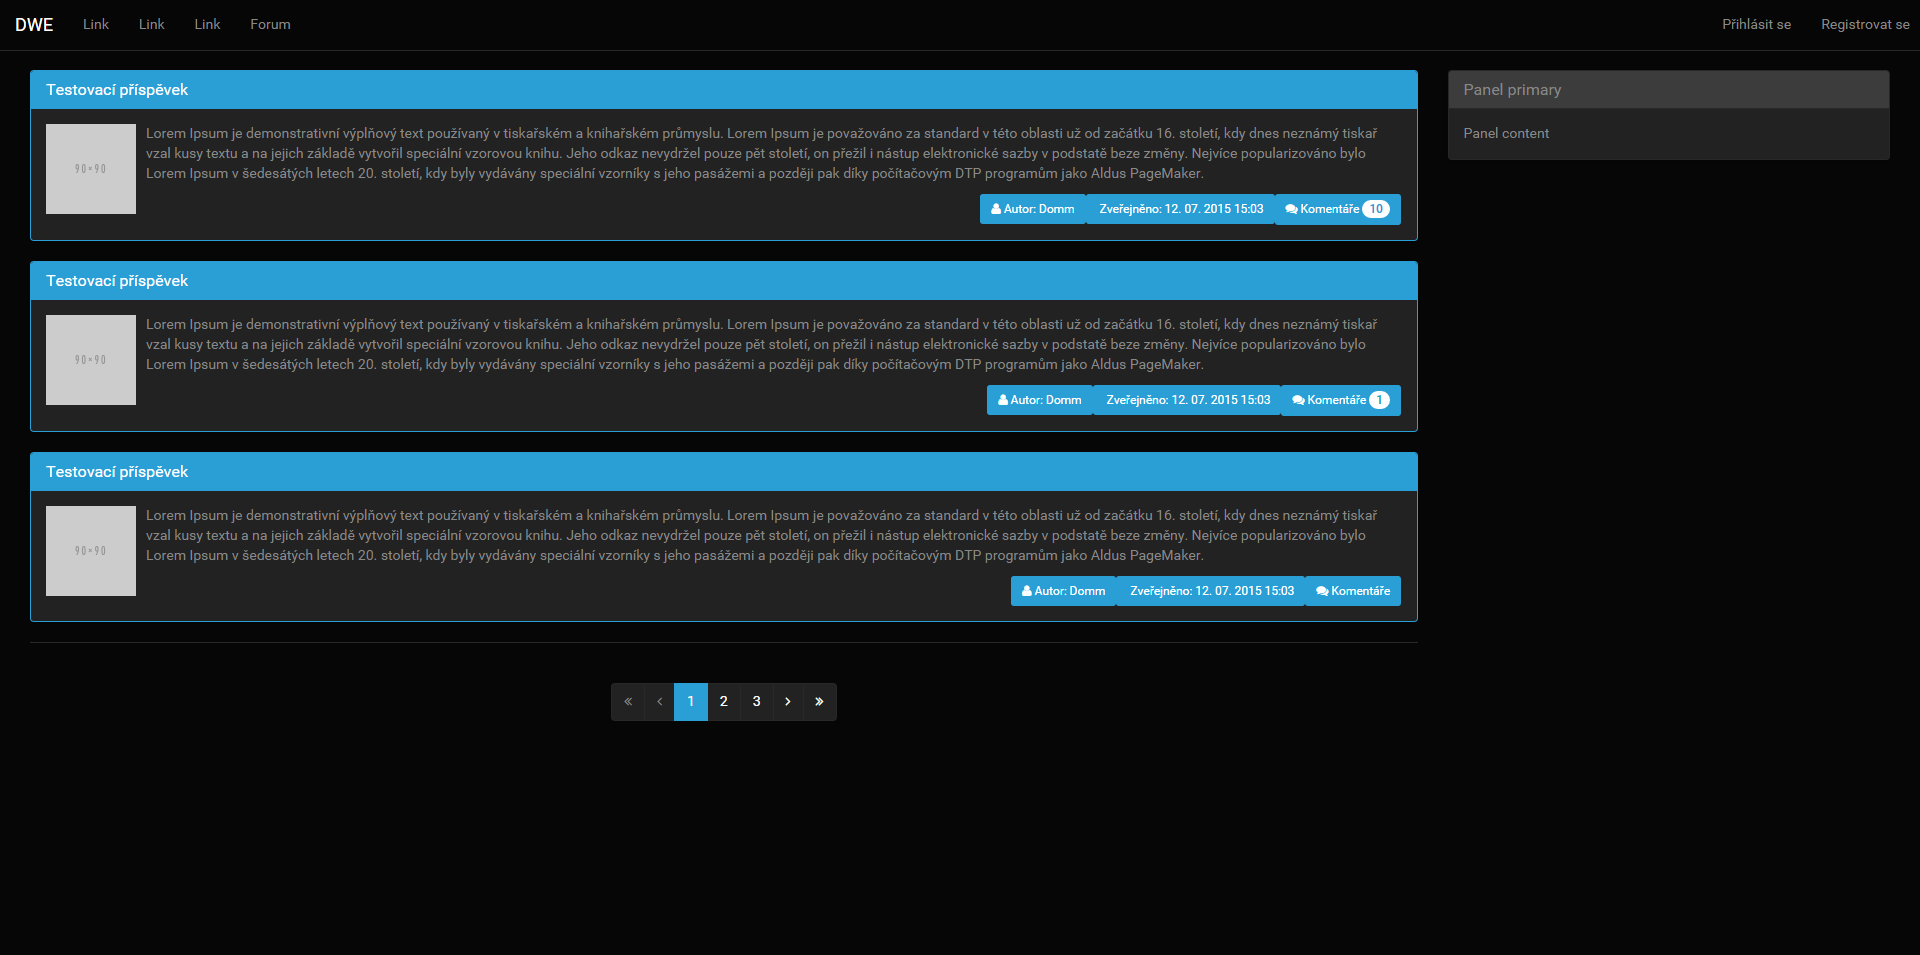 DWE Link Link Link Forum Přihlásit se Registrovat se
Testovací příspěvek
90×90
Lorem Ipsum je demonstrativní výplňový text používaný v tiskařském a knihařském průmyslu. Lorem Ipsum je považováno za standard v této oblasti už od začátku 16. století, kdy dnes neznámý tiskař
vzal kusy textu a na jejich základě vytvořil speciální vzorovou knihu. Jeho odkaz nevydržel pouze pět století, on přežil i nástup elektronické sazby v podstatě beze změny. Nejvíce popularizováno bylo
Lorem Ipsum v šedesátých letech 20. století, kdy byly vydávány speciální vzorníky s jeho pasážemi a později pak díky počítačovým DTP programům jako Aldus PageMaker.
Autor: Domm Zveřejněno: 12. 07. 2015 15:03 Komentáře 10
Testovací příspěvek
90×90
Lorem Ipsum je demonstrativní výplňový text používaný v tiskařském a knihařském průmyslu. Lorem Ipsum je považováno za standard v této oblasti už od začátku 16. století, kdy dnes neznámý tiskař
vzal kusy textu a na jejich základě vytvořil speciální vzorovou knihu. Jeho odkaz nevydržel pouze pět století, on přežil i nástup elektronické sazby v podstatě beze změny. Nejvíce popularizováno bylo
Lorem Ipsum v šedesátých letech 20. století, kdy byly vydávány speciální vzorníky s jeho pasážemi a později pak díky počítačovým DTP programům jako Aldus PageMaker.
Autor: Domm Zveřejněno: 12. 07. 2015 15:03 Komentáře 1
Testovací příspěvek
90×90
Lorem Ipsum je demonstrativní výplňový text používaný v tiskařském a knihařském průmyslu. Lorem Ipsum je považováno za standard v této oblasti už od začátku 16. století, kdy dnes neznámý tiskař
vzal kusy textu a na jejich základě vytvořil speciální vzorovou knihu. Jeho odkaz nevydržel pouze pět století, on přežil i nástup elektronické sazby v podstatě beze změny. Nejvíce popularizováno bylo
Lorem Ipsum v šedesátých letech 20. století, kdy byly vydávány speciální vzorníky s jeho pasážemi a později pak díky počítačovým DTP programům jako Aldus PageMaker.
Autor: Domm Zveřejněno: 12. 07. 2015 15:03 Komentáře
« ‹ 1 2 3 › »
Panel primary
Panel content